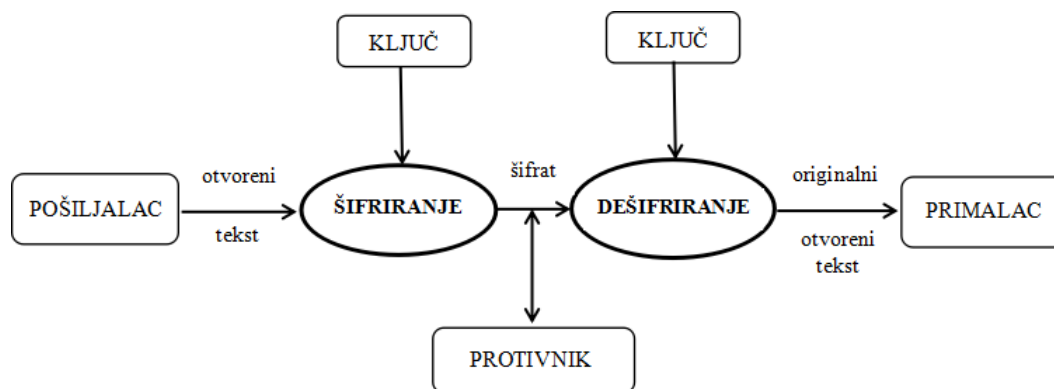 KLJUČ
KLJUČ
otvoreni
šifrat
originalni
POŠILJALAC
ŠIFRIRANJE
DEŠIFRIRANJE
PRIMALAC
tekst
otvoreni
tekst
PROTIVNIK